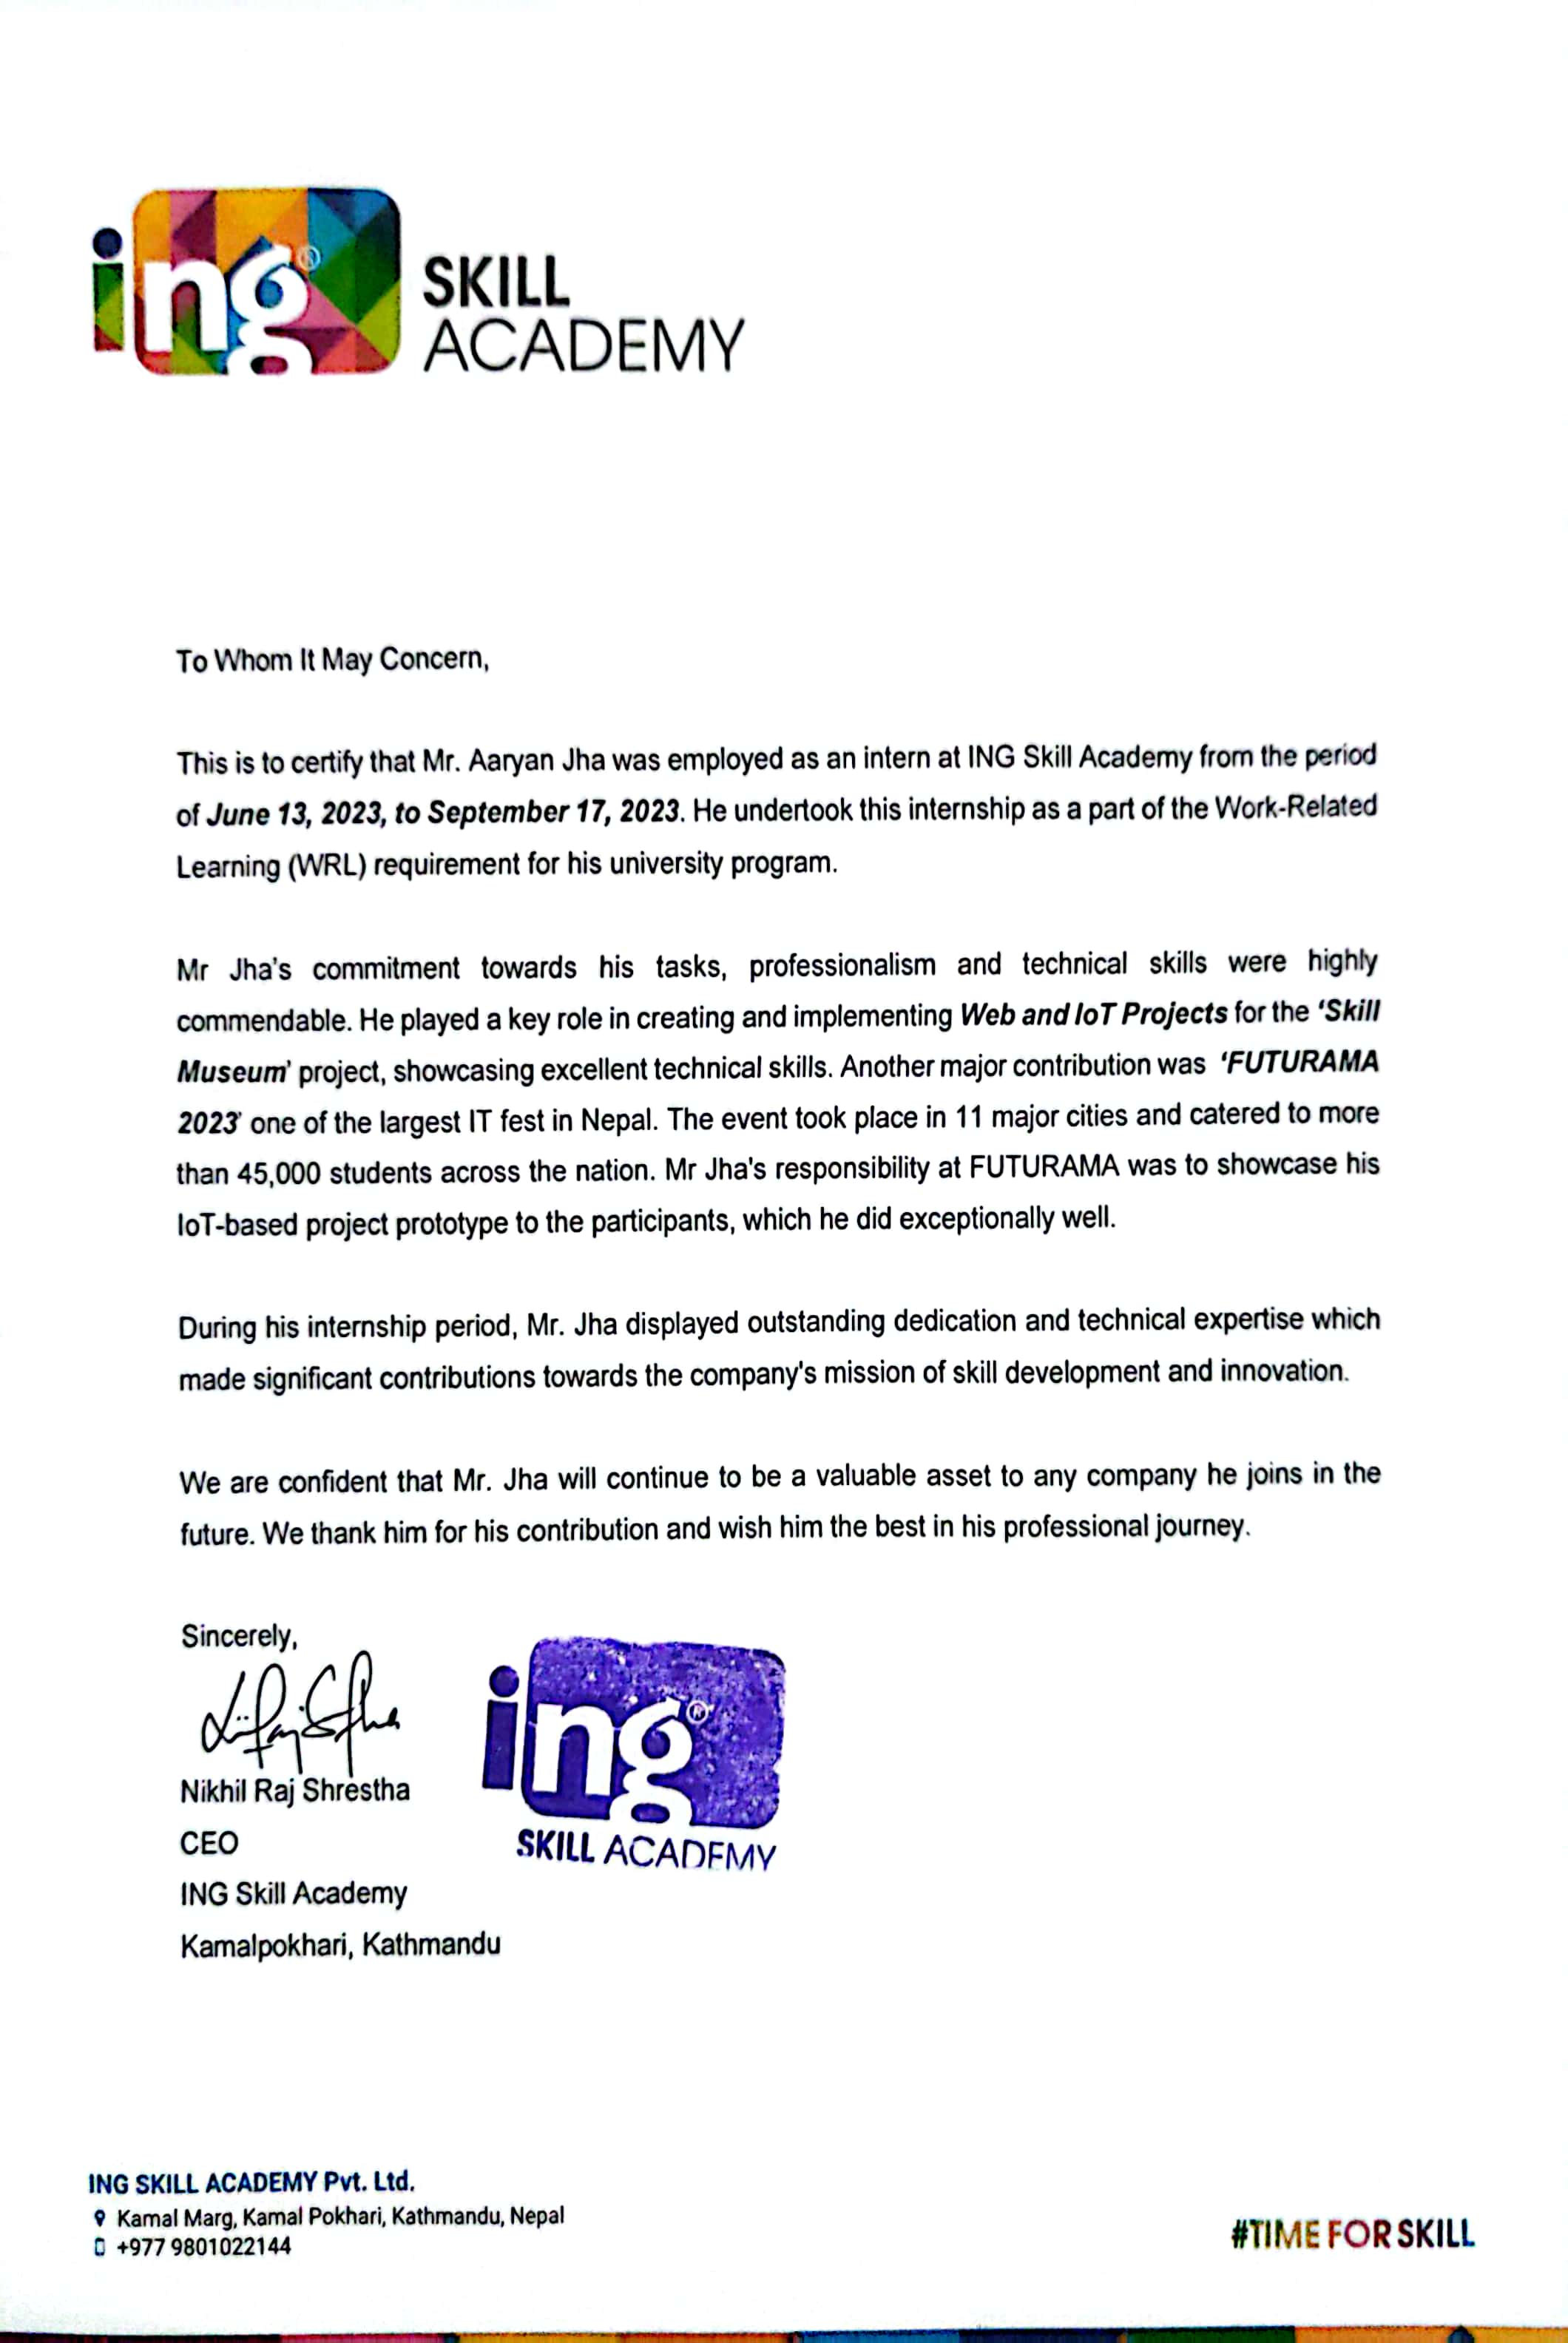 ing®
SKILL
ACADEMY
To Whom It May Concern,
This is to certify that Mr. Aaryan Jha was employed as an intern at ING Skill Academy from the period
of June 13, 2023, to September 17, 2023. He undertook this internship as a part of the Work-Related
Learning (WRL) requirement for his university program.
Mr Jha's commitment towards his tasks, professionalism and technical skills were highly
commendable. He played a key role in creating and implementing Web and IoT Projects for the ‘Skill
Museum’ project, showcasing excellent technical skills. Another major contribution was ‘FUTURAMA
2023’ one of the largest IT fest in Nepal. The event took place in 11 major cities and catered to more
than 45,000 students across the nation. Mr Jha's responsibility at FUTURAMA was to showcase his
IoT-based project prototype to the participants, which he did exceptionally well.
During his internship period, Mr. Jha displayed outstanding dedication and technical expertise which
made significant contributions towards the company's mission of skill development and innovation.
We are confident that Mr. Jha will continue to be a valuable asset to any company he joins in the
future. We thank him for his contribution and wish him the best in his professional journey.
Sincerely,
Nikhil Raj Shrestha
CEO
ING Skill Academy
Kamalpokhari, Kathmandu
ing®
SKILL ACADEMY
ING SKILL ACADEMY Pvt. Ltd.
Kamal Marg, Kamal Pokhari, Kathmandu, Nepal
+977 9801022144
#TIME FOR SKILL